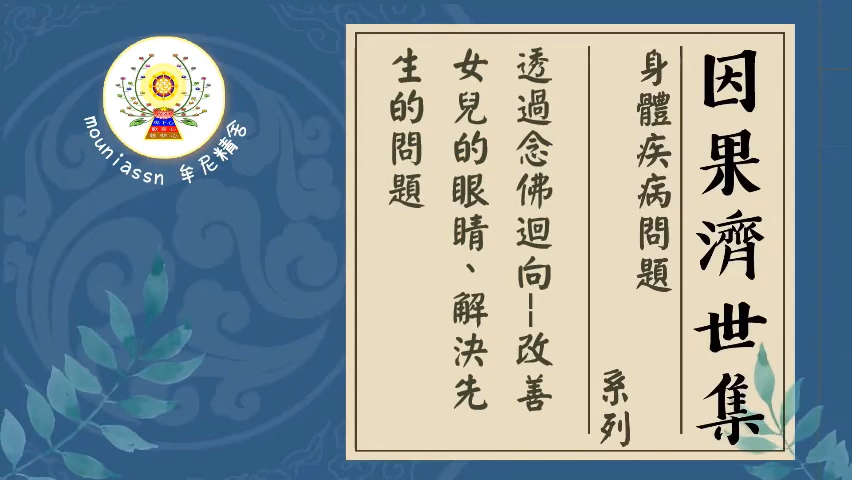 因果濟世集
身體疾病問題
系列
透過念佛迴向--改善
女兒的眼睛、解決先
生的問題
mouniassn 牟尼精舍